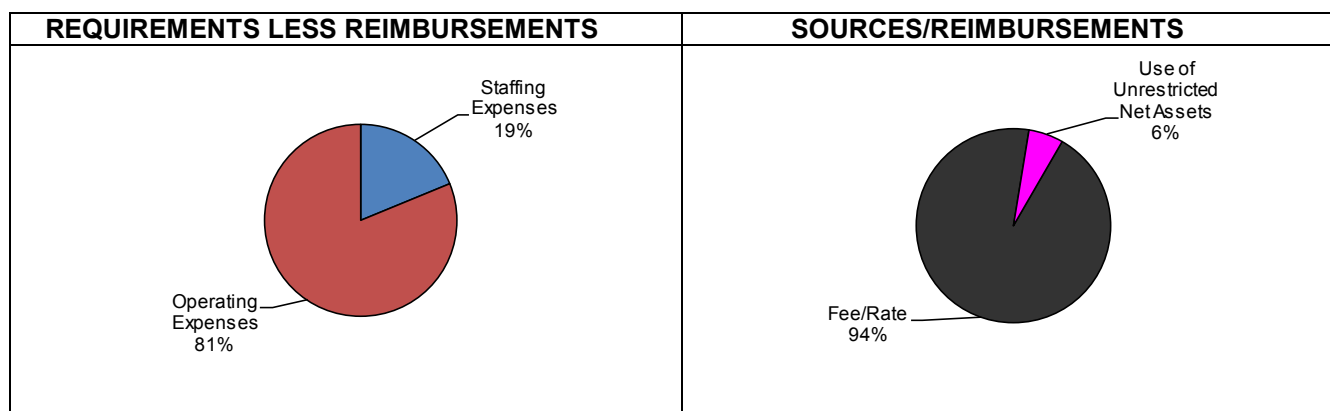 REQUIREMENTS LESS REIMBURSEMENTS
Staffing
Expenses
19%
Operating
Expenses
81%
SOURCES/REIMBURSEMENTS
Use of
Unrestricted
Net Assets
6%
Fee/Rate
94%